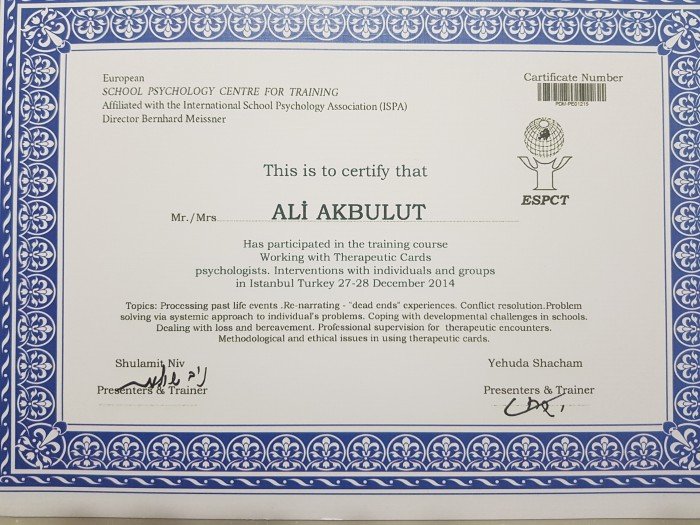 European
SCHOOL PSYCHOLOGY CENTRE FOR TRAINING
Affiliated with the International School Psychology Association (ISPA)
Director Bernhard Meissner
Certificate Number
ESPCT
This is to certify that
Mr./Mrs. ALİ AKBULUT
Has participated in the training course
Working with Therapeutic Cards
psychologists. Interventions with individuals and groups
in Istanbul Turkey 27-28 December 2014
Topics: Processing past life events .Re-narrating - "dead ends" experiences. Conflict resolution.Problem
solving via systemic approach to individual's problems. Coping with developmental challenges in schools.
Dealing with loss and bereavement. Professional supervision for therapeutic encounters.
Methodological and ethical issues in using therapeutic cards.
Shulamit Niv
Presenters & Trainer
Yehuda Shacham
Presenters & Trainer